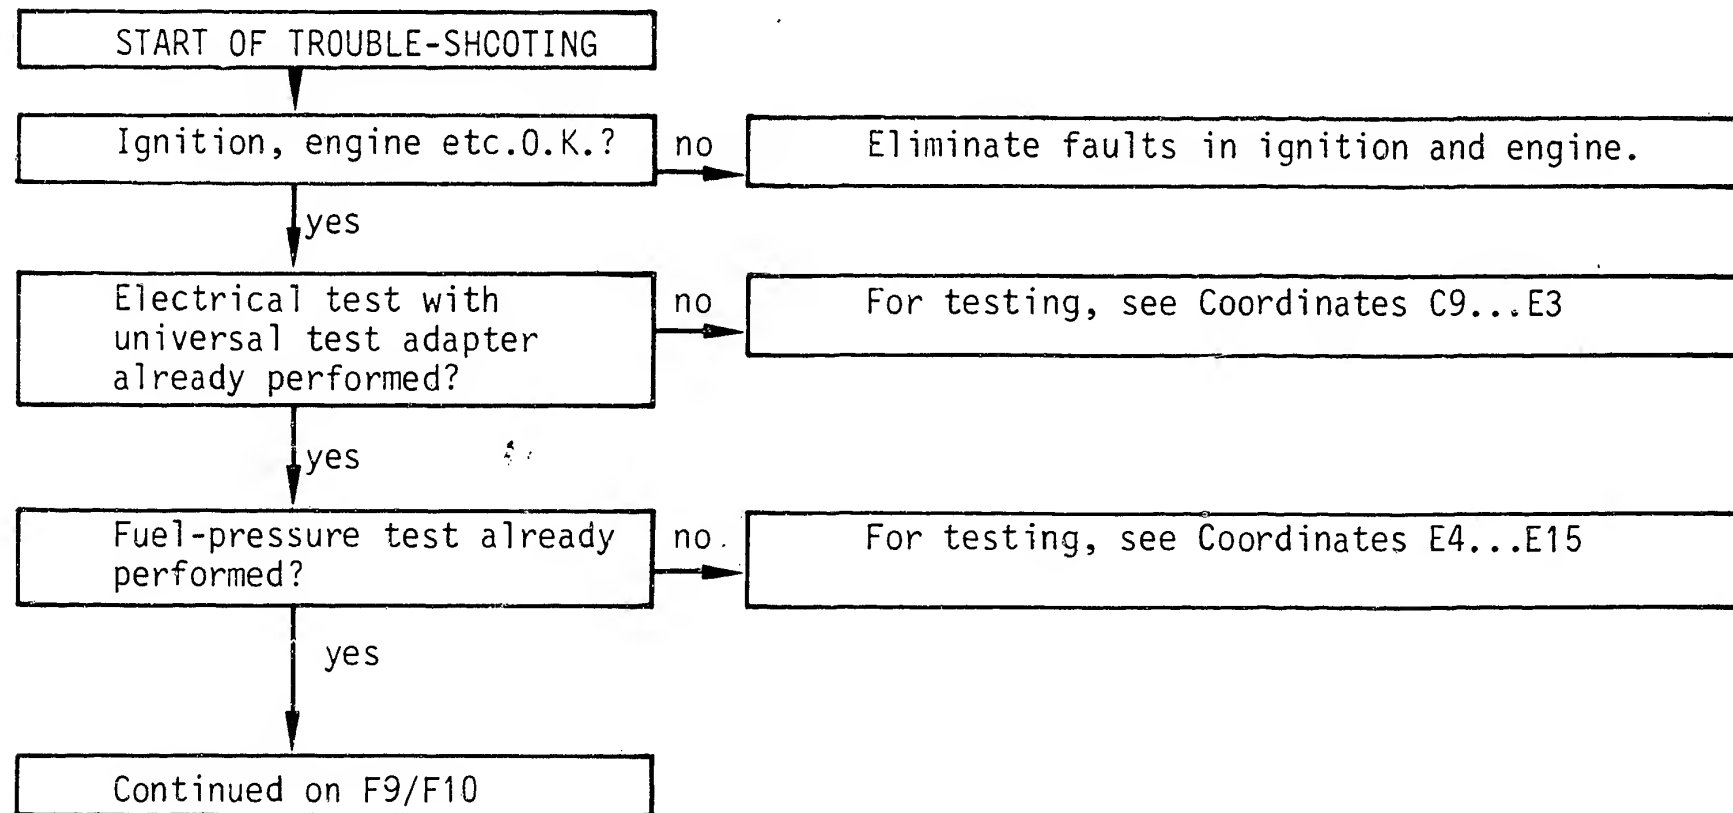 START OF TROUBLE-SHCOTING
Ignition, engine etc.O.K.?
no
Eliminate faults in ignition and engine.
yes
Electrical test with
universal test adapter
already performed?
no
For testing, see Coordinates C9...E3
yes
Fuel-pressure test already
performed?
no.
For testing, see Coordinates E4...E15
yes
Continued on F9/F10